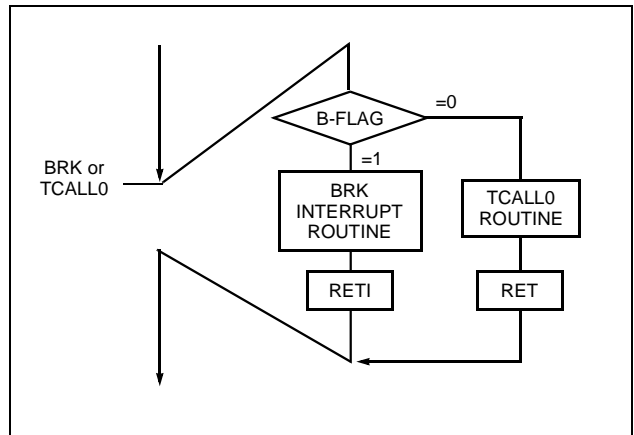 B-FLAG
=0
=1
BRK or
TCALL0
BRK
INTERRUPT
ROUTINE
TCALL0
ROUTINE
RETI
RET